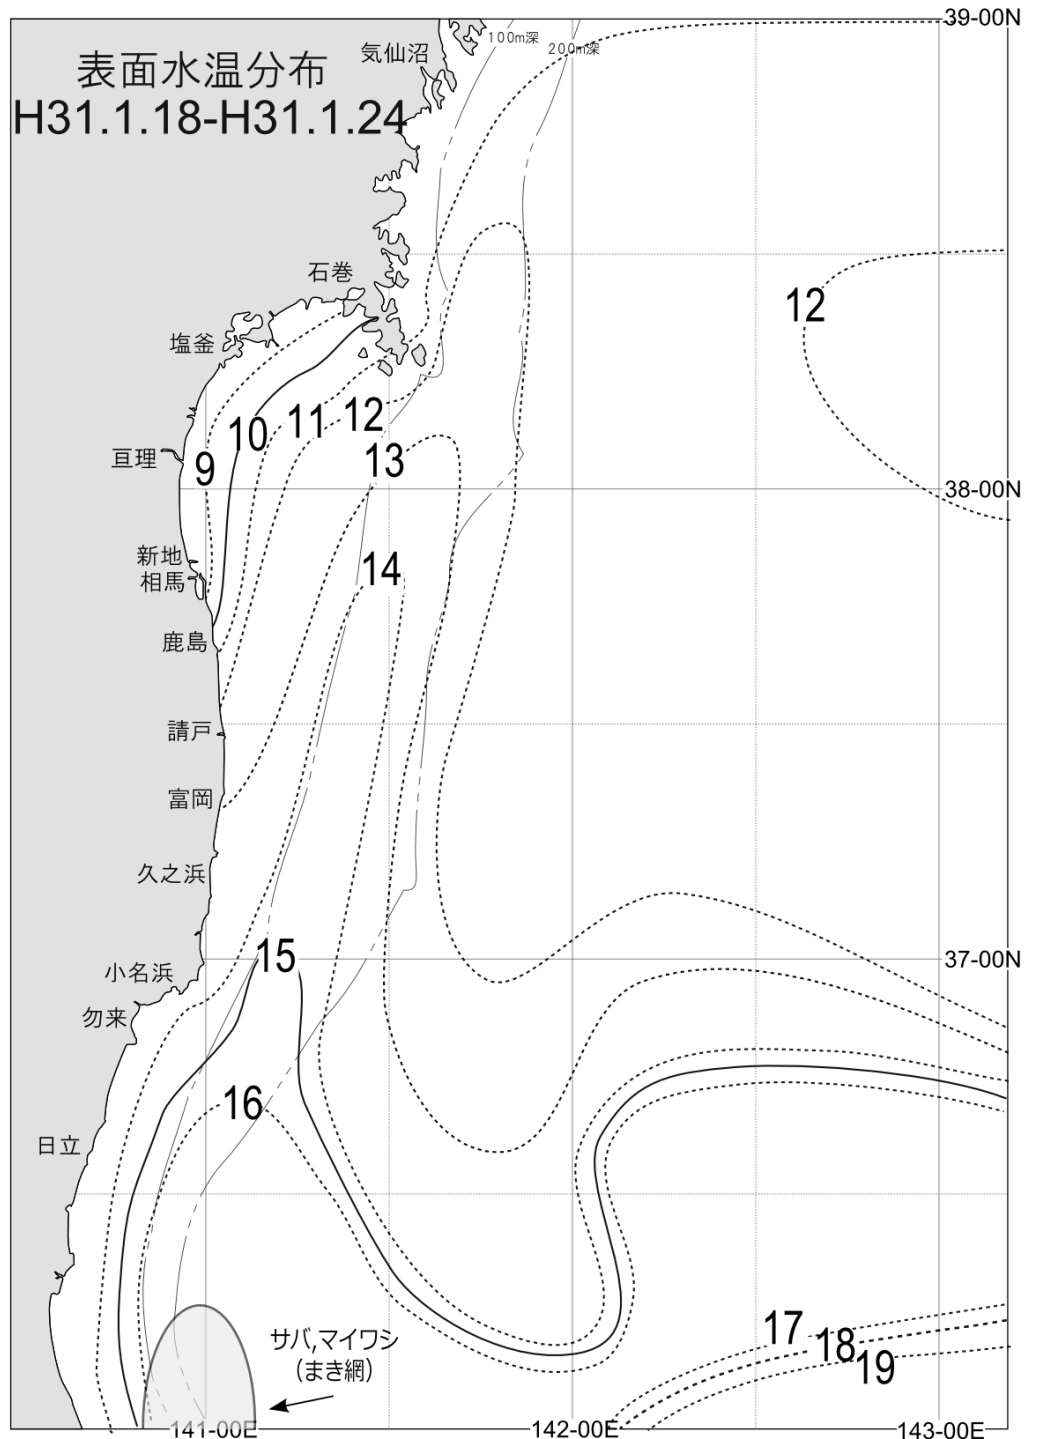 39-00N
気仙沼
100m深
200m深
表面水温分布
H31.1.18-H31.1.24
石巻
12
塩釜
10
11
12
亘理
9
13
38-00N
新地
相馬
14
鹿島
請戸
富岡
久之浜
15
37-00N
小名浜
勿来
16
日立
サバ,マイワシ
(まき網)
17
18
19
141-00E
142-00E
143-00E